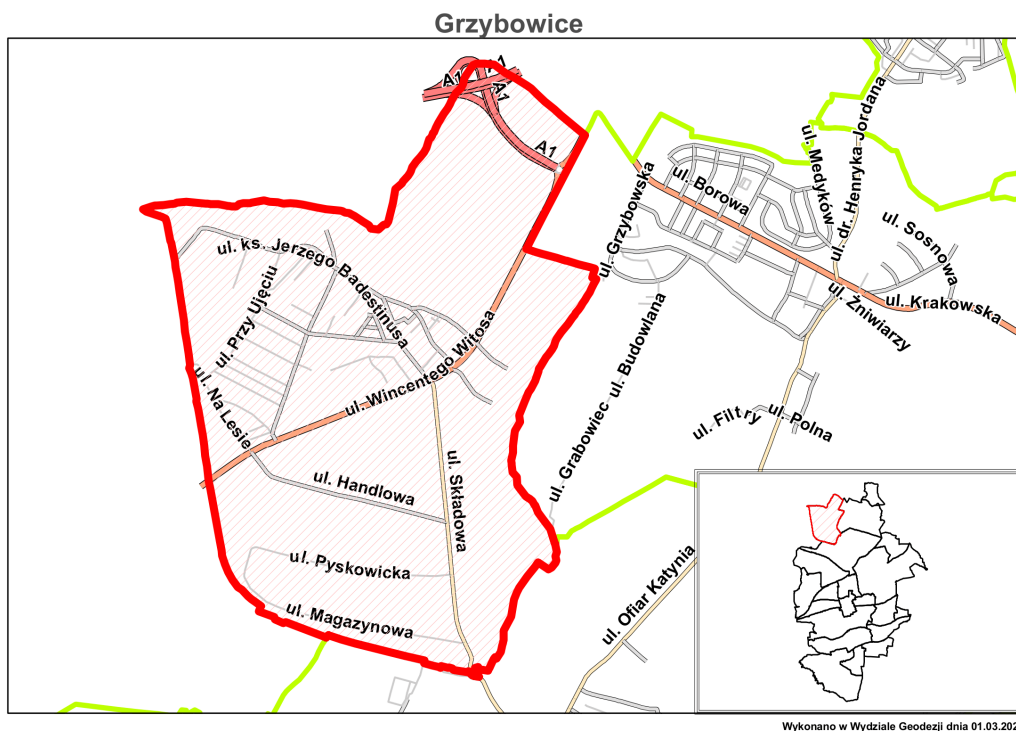 Grzybowice
A1
A1
A1
A1
ul. Grzybowska
ul. Borowa
ul. Medyków
ul. dr. Henryka Jordana
ul. Sosnowa
ul. Krakowska
ul. Żniwiarzy
ul. ks. Jerzego Badestinusa
ul. Przy Ujęciu
ul. Na Lesie
ul. Wincentego Witosa
ul. Budowlana
ul. Grabowiec
ul. Filtry
ul. Polna
ul. Handlowa
ul. Składowa
ul. Pyskowicka
ul. Magazynowa
ul. Ofiar Katynia
Wykonano w Wydziale Geodezji dnia 01.03.202